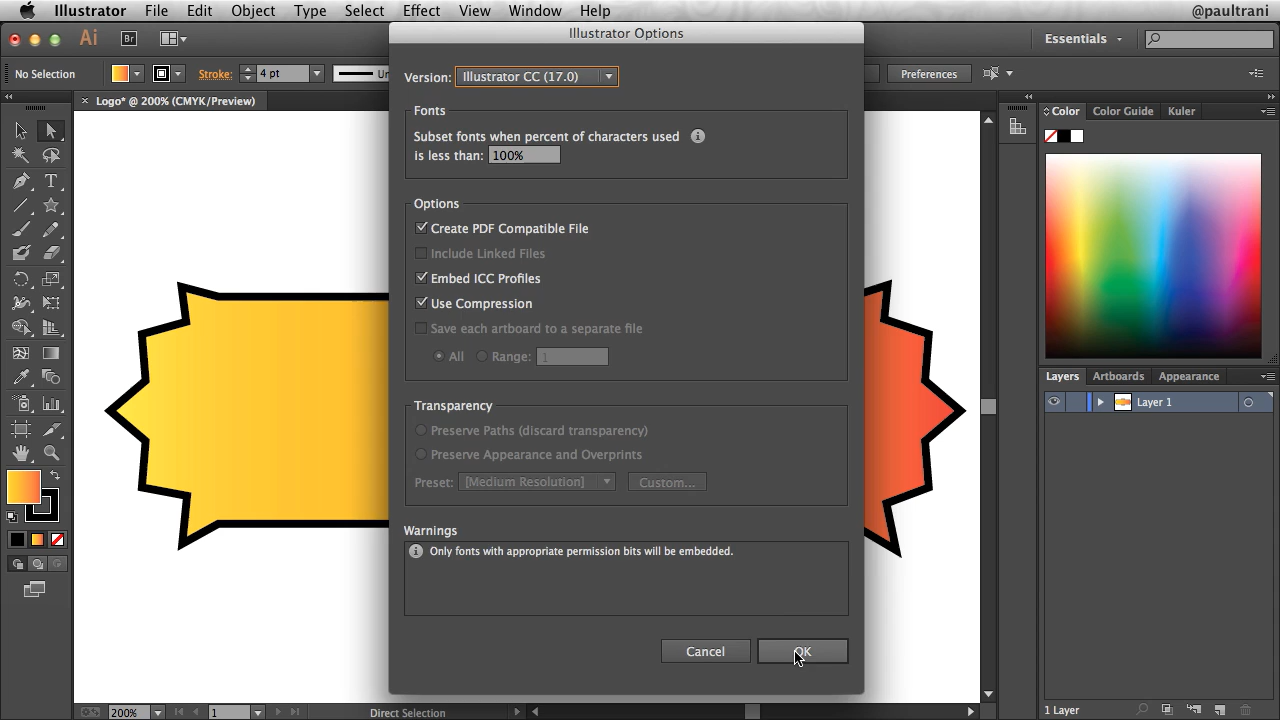 Illustrator File Edit Object Type Select Effect View Window Help @paultrani
Ai Br Essentials
Illustrator Options
No Selection Stroke: 4 pt Un Preferences
Logo* @ 200% (CMYK/Preview)
Version: Illustrator CC (17.0)
Fonts
Subset fonts when percent of characters used
is less than: 100%
Options
Create PDF Compatible File
Include Linked Files
Embed ICC Profiles
Use Compression
Save each artboard to a separate file
All Range: 1
Transparency
Preserve Paths (discard transparency)
Preserve Appearance and Overprints
Preset: [Medium Resolution] Custom...
Warnings
Only fonts with appropriate permission bits will be embedded.
Cancel OK
Color Color Guide Kuler
Layers Artboards Appearance
Layer 1
1 Layer
200% 1 Direct Selection